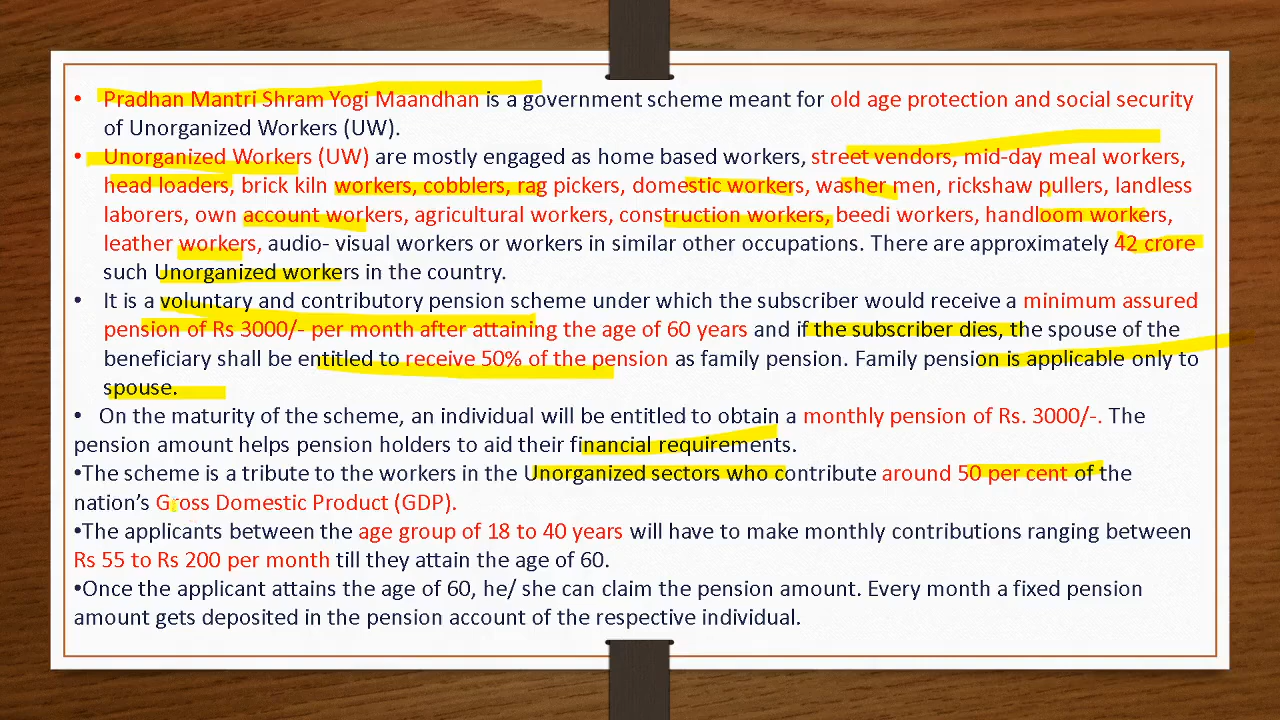 • Pradhan Mantri Shram Yogi Maandhan is a government scheme meant for old age protection and social security
of Unorganized Workers (UW).
• Unorganized Workers (UW) are mostly engaged as home based workers, street vendors, mid-day meal workers,
head loaders, brick kiln workers, cobblers, rag pickers, domestic workers, washer men, rickshaw pullers, landless
laborers, own account workers, agricultural workers, construction workers, beedi workers, handloom workers,
leather workers, audio- visual workers or workers in similar other occupations. There are approximately 42 crore
such Unorganized workers in the country.
• It is a voluntary and contributory pension scheme under which the subscriber would receive a minimum assured
pension of Rs 3000/- per month after attaining the age of 60 years and if the subscriber dies, the spouse of the
beneficiary shall be entitled to receive 50% of the pension as family pension. Family pension is applicable only to
spouse.
• On the maturity of the scheme, an individual will be entitled to obtain a monthly pension of Rs. 3000/-. The
pension amount helps pension holders to aid their financial requirements.
•The scheme is a tribute to the workers in the Unorganized sectors who contribute around 50 per cent of the
nation’s Gross Domestic Product (GDP).
•The applicants between the age group of 18 to 40 years will have to make monthly contributions ranging between
Rs 55 to Rs 200 per month till they attain the age of 60.
•Once the applicant attains the age of 60, he/ she can claim the pension amount. Every month a fixed pension
amount gets deposited in the pension account of the respective individual.